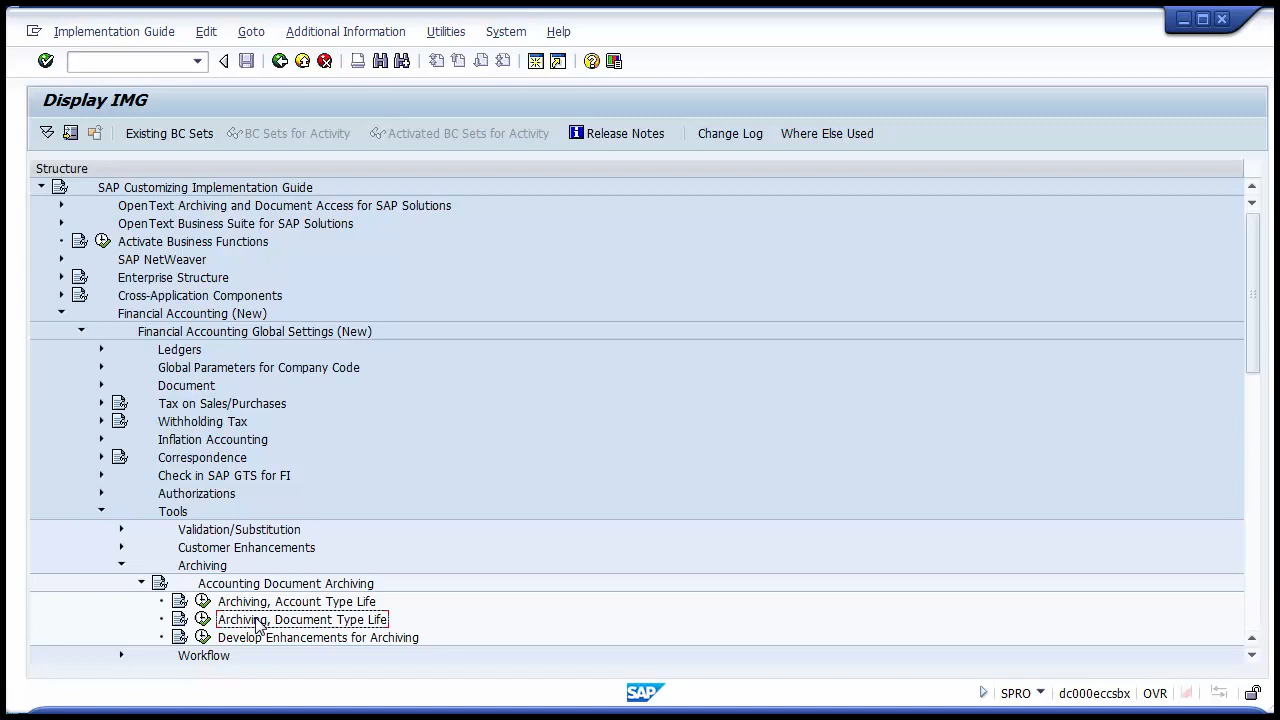 Implementation Guide Edit Goto Additional Information Utilities System Help
Display IMG
Existing BC Sets BC Sets for Activity Activated BC Sets for Activity Release Notes Change Log Where Else Used
Structure
SAP Customizing Implementation Guide
OpenText Archiving and Document Access for SAP Solutions
OpenText Business Suite for SAP Solutions
Activate Business Functions
SAP NetWeaver
Enterprise Structure
Cross-Application Components
Financial Accounting (New)
Financial Accounting Global Settings (New)
Ledgers
Global Parameters for Company Code
Document
Tax on Sales/Purchases
Withholding Tax
Inflation Accounting
Correspondence
Check in SAP GTS for FI
Authorizations
Tools
Validation/Substitution
Customer Enhancements
Archiving
Accounting Document Archiving
Archiving, Account Type Life
Archiving, Document Type Life
Develop Enhancements for Archiving
Workflow
SAP SPRO dc000eccsbx OVR